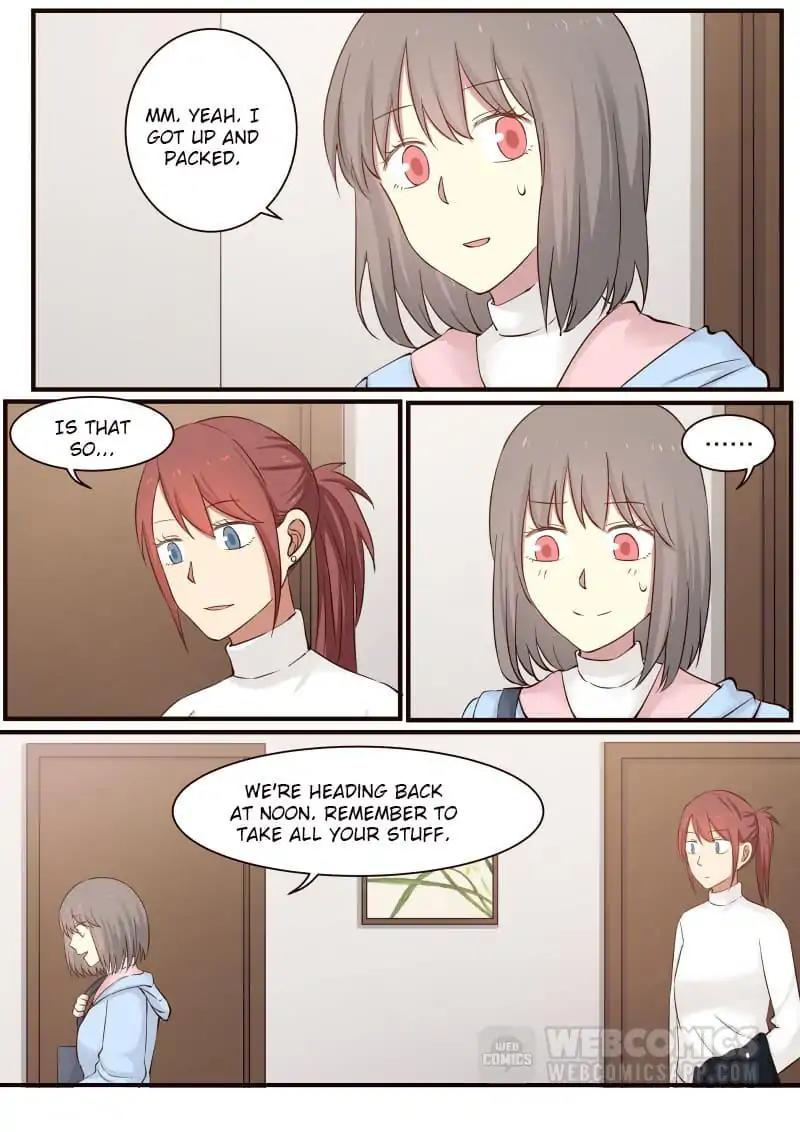 MM. YEAH. I
GOT UP AND
PACKED.
IS THAT
SO...
......
WE'RE HEADING BACK
AT NOON. REMEMBER TO
TAKE ALL YOUR STUFF.
WEB
COMICS
WEBCOMICS
WEBCOMICSAPP.COM